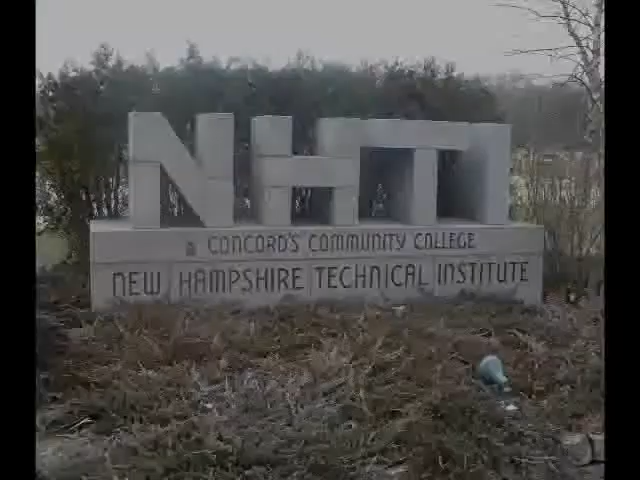 NHTI
CONCORD'S COMMUNITY COLLEGE
NEW HAMPSHIRE TECHNICAL INSTITUTE